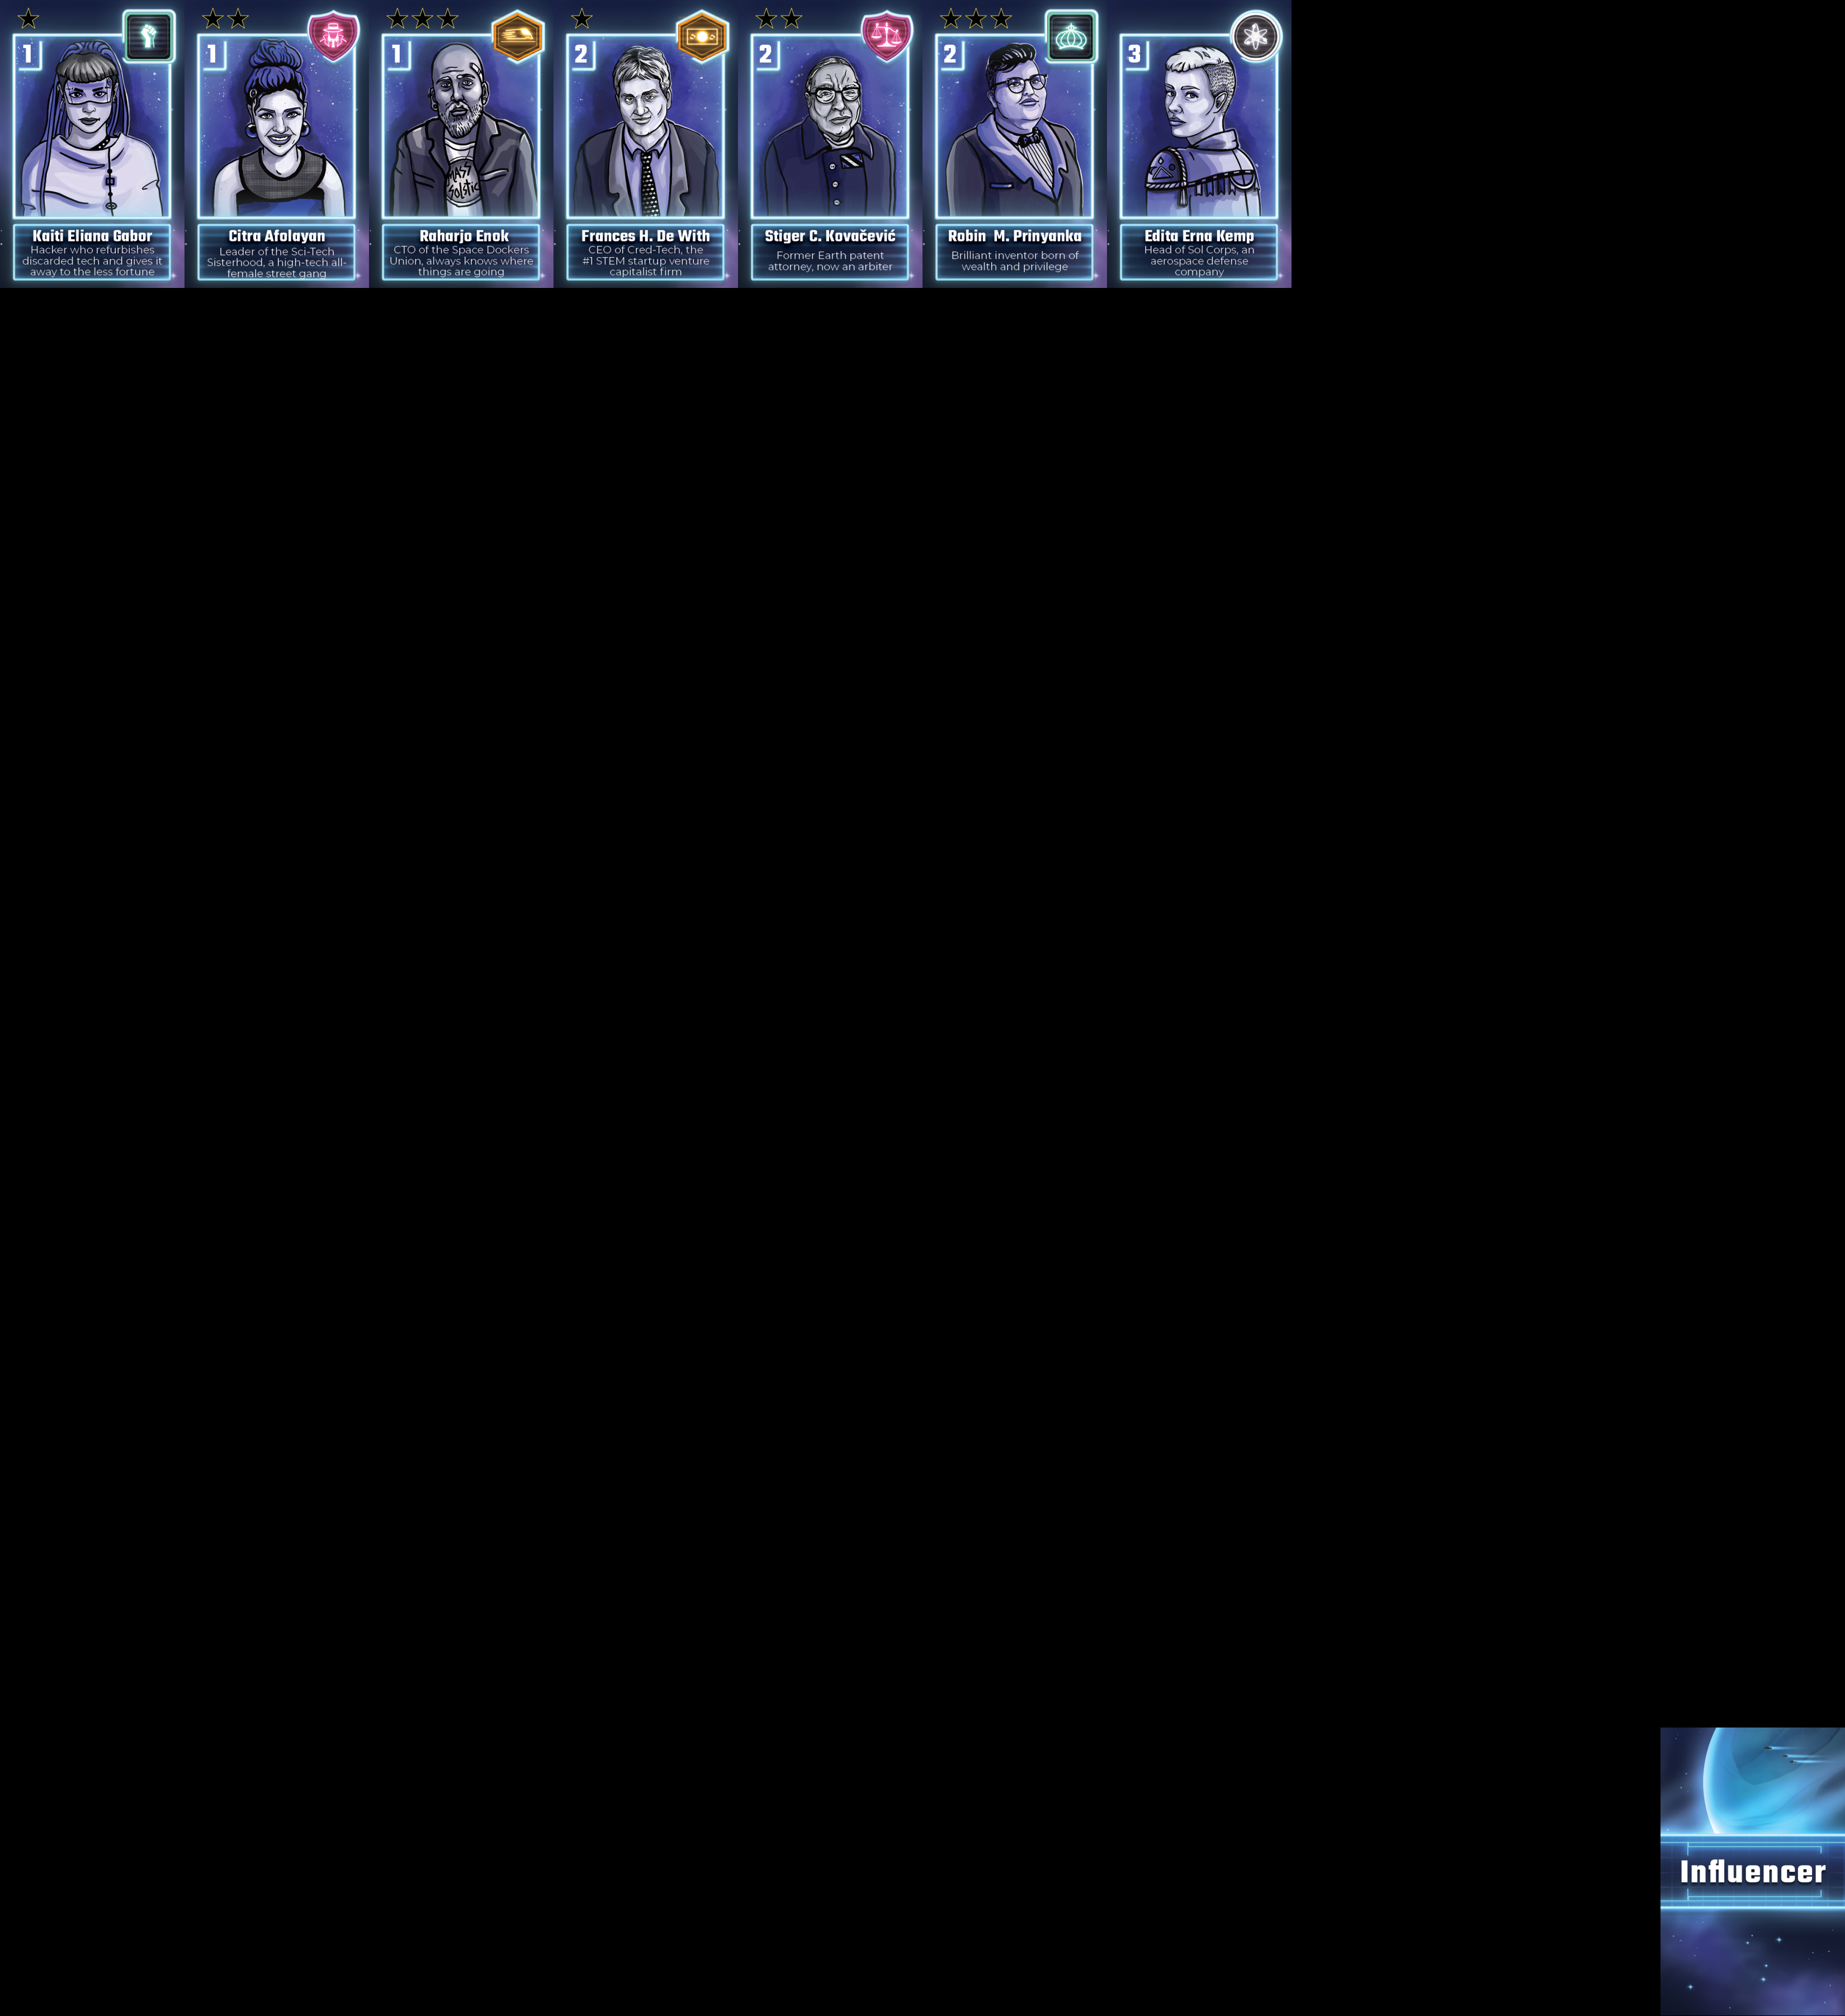 1
Kaiti Eliana Gabor
Hacker who refurbishes
discarded tech and gives it
away to the less fortune
1
Citra Afolayan
Leader of the Sci-Tech
Sisterhood, a high-tech all-
female street gang
1
MASS
SOLSTIC
Raharjo Enok
CTO of the Space Dockers
Union, always knows where
things are going
2
Frances H. De With
CEO of Cred-Tech, the
#1 STEM startup venture
capitalist firm
2
Stiger C. Kovačević
Former Earth patent
attorney, now an arbiter
2
Robin M. Prinyanka
Brilliant inventor born of
wealth and privilege
3
Edita Erna Kemp
Head of Sol Corps, an
aerospace defense
company
Influencer